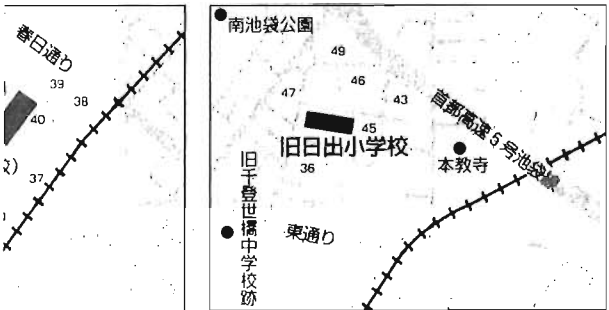 春日通り
39
38
40
校)
37
南池袋公園
49
46
47
43
45
旧日出小学校
36
首都高速5号池袋線
本教寺
旧千登世橋中学校跡
東通り